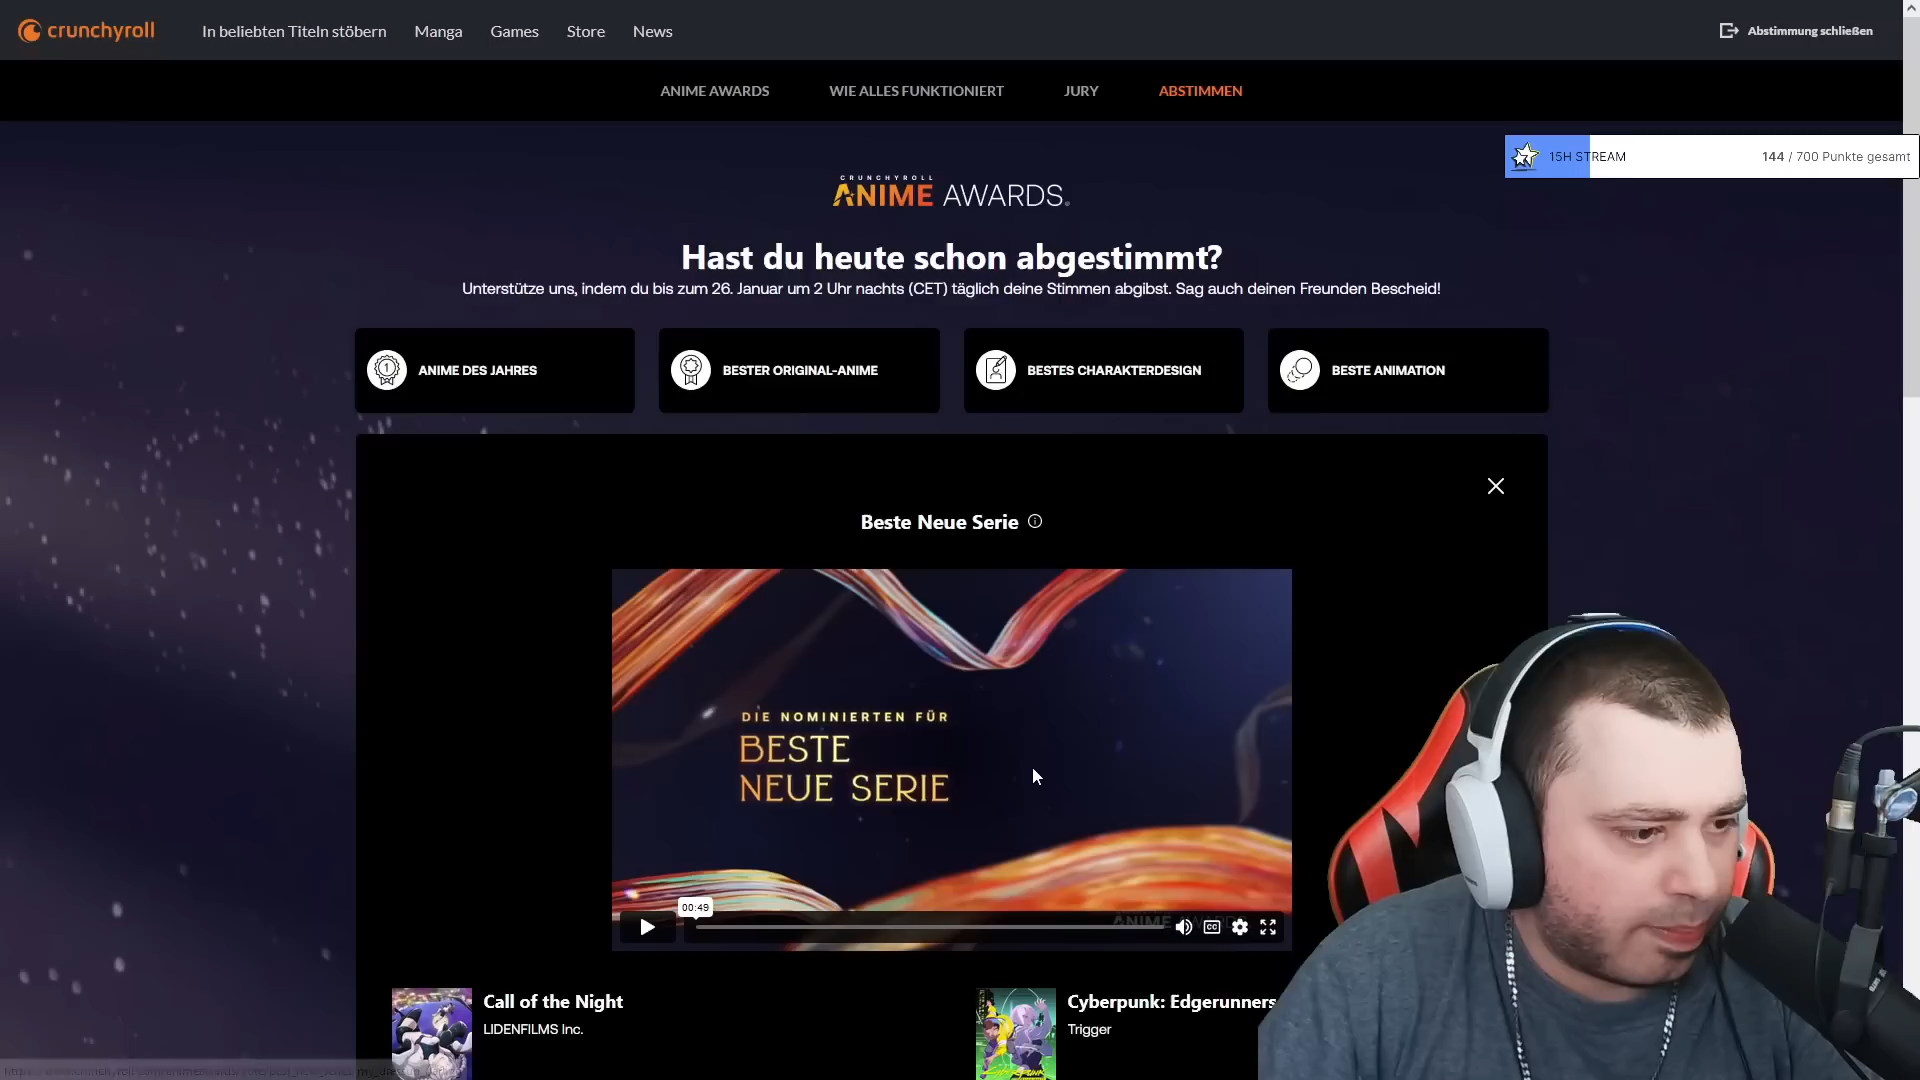 crunchyroll
In beliebten Titeln stöbern
Manga
Games
Store
News
Abstimmung schließen
ANIME AWARDS
WIE ALLES FUNKTIONIERT
JURY
ABSTIMMEN
15H STREAM
144 / 700 Punkte gesamt
CRUNCHYROLL
ANIME AWARDS
Hast du heute schon abgestimmt?
Unterstütze uns, indem du bis zum 26. Januar um 2 Uhr nachts (CET) täglich deine Stimmen abgibst. Sag auch deinen Freunden Bescheid!
ANIME DES JAHRES
BESTER ORIGINAL-ANIME
BESTES CHARAKTERDESIGN
BESTE ANIMATION
Beste Neue Serie
DIE NOMINIERTEN FÜR
BESTE
NEUE SERIE
00:49
ANIME
CC
Call of the Night
LIDENFILMS Inc.
Cyberpunk: Edgerunners
Trigger